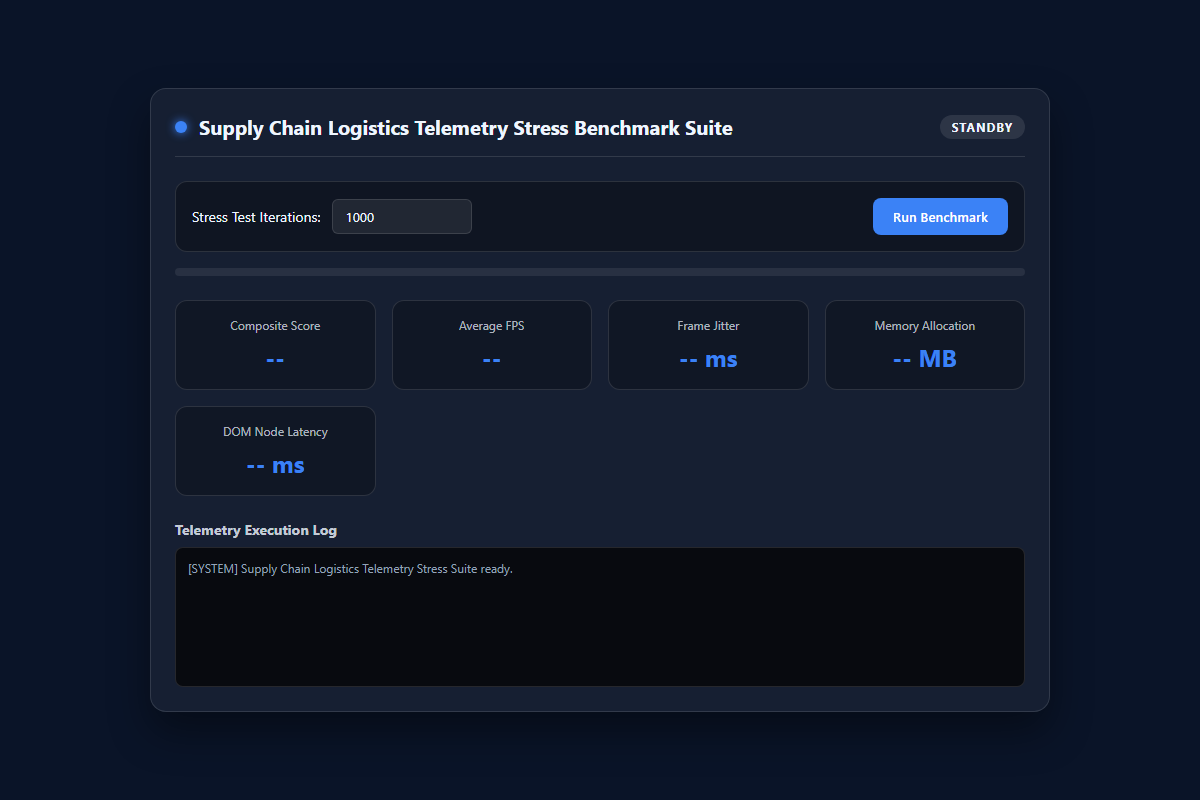 Supply Chain Logistics Telemetry Stress Benchmark Suite
STANDBY
Stress Test Iterations:
1000
Run Benchmark
Composite Score
--
Average FPS
--
Frame Jitter
-- ms
Memory Allocation
-- MB
DOM Node Latency
-- ms
Telemetry Execution Log
[SYSTEM] Supply Chain Logistics Telemetry Stress Suite ready.